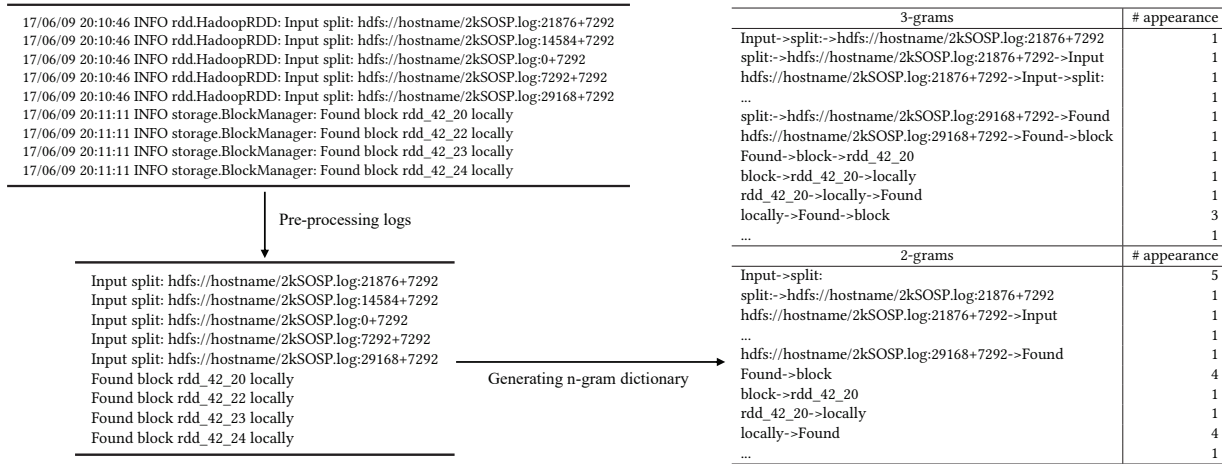 17/06/09 20:10:46 INFO rdd.HadoopRDD: Input split: hdfs://hostname/2kSOSP.log:21876+7292
17/06/09 20:10:46 INFO rdd.HadoopRDD: Input split: hdfs://hostname/2kSOSP.log:14584+7292
17/06/09 20:10:46 INFO rdd.HadoopRDD: Input split: hdfs://hostname/2kSOSP.log:0+7292
17/06/09 20:10:46 INFO rdd.HadoopRDD: Input split: hdfs://hostname/2kSOSP.log:7292+7292
17/06/09 20:10:46 INFO rdd.HadoopRDD: Input split: hdfs://hostname/2kSOSP.log:29168+7292
17/06/09 20:11:11 INFO storage.BlockManager: Found block rdd_42_20 locally
17/06/09 20:11:11 INFO storage.BlockManager: Found block rdd_42_22 locally
17/06/09 20:11:11 INFO storage.BlockManager: Found block rdd_42_23 locally
17/06/09 20:11:11 INFO storage.BlockManager: Found block rdd_42_24 locally
Pre-processing logs
Input split: hdfs://hostname/2kSOSP.log:21876+7292
Input split: hdfs://hostname/2kSOSP.log:14584+7292
Input split: hdfs://hostname/2kSOSP.log:0+7292
Input split: hdfs://hostname/2kSOSP.log:7292+7292
Input split: hdfs://hostname/2kSOSP.log:29168+7292
Found block rdd_42_20 locally
Found block rdd_42_22 locally
Found block rdd_42_23 locally
Found block rdd_42_24 locally
Generating n-gram dictionary
3-grams # appearance
Input->split:->hdfs://hostname/2kSOSP.log:21876+7292 1
split:->hdfs://hostname/2kSOSP.log:21876+7292->Input 1
hdfs://hostname/2kSOSP.log:21876+7292->Input->split: 1
... 1
split:->hdfs://hostname/2kSOSP.log:29168+7292->Found 1
hdfs://hostname/2kSOSP.log:29168+7292->Found->block 1
Found->block->rdd_42_20 1
block->rdd_42_20->locally 1
rdd_42_20->locally->Found 1
locally->Found->block 3
... 1
2-grams # appearance
Input->split: 5
split:->hdfs://hostname/2kSOSP.log:21876+7292 1
hdfs://hostname/2kSOSP.log:21876+7292->Input 1
... 1
hdfs://hostname/2kSOSP.log:29168+7292->Found 1
Found->block 4
block->rdd_42_20 1
rdd_42_20->locally 1
locally->Found 4
... 1